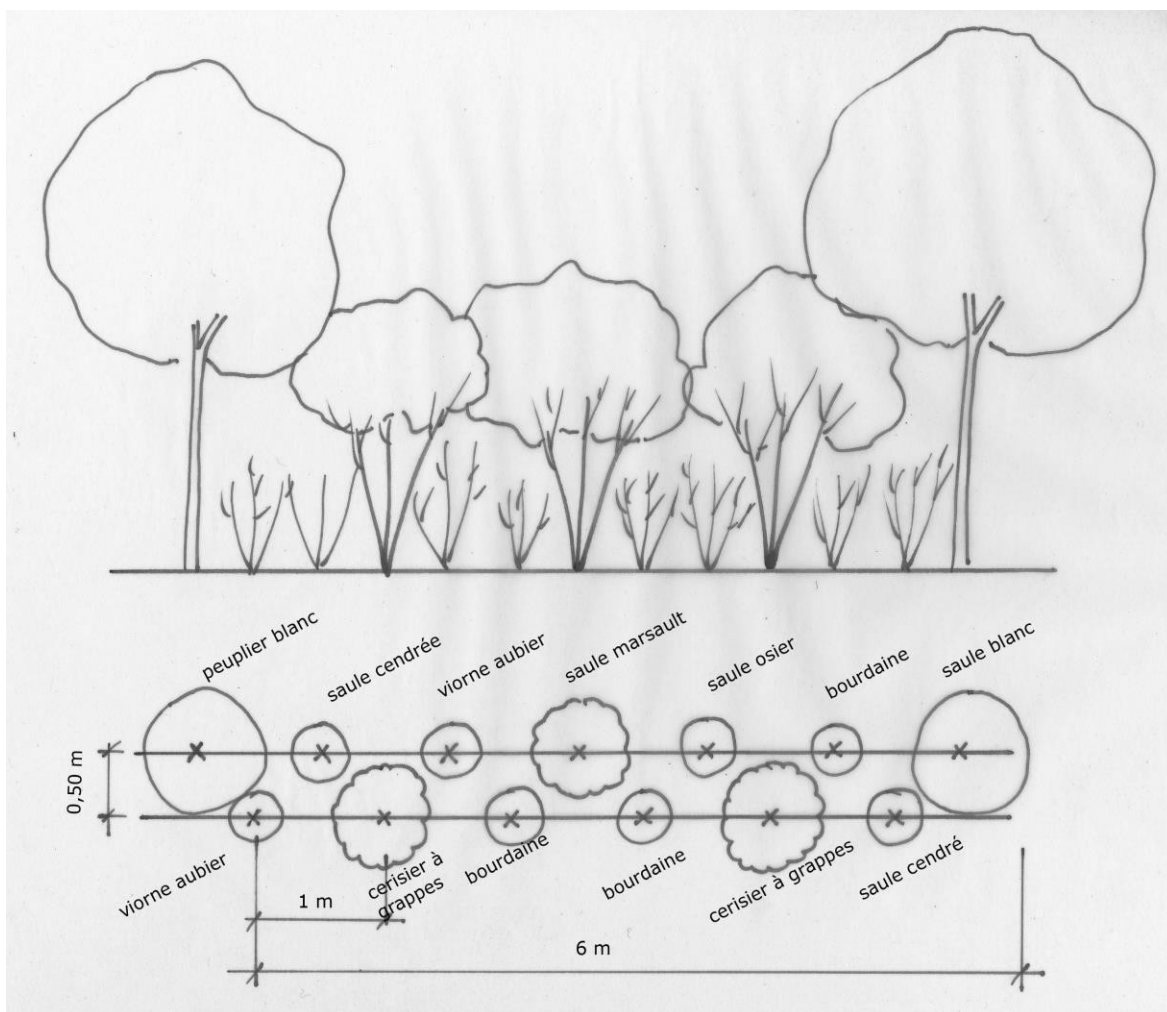 peuplier blanc
saule cendrée
viorne aubier
saule marsault
saule osier
bourdaine
saule blanc
0,50 m
viorne aubier
cerisier à
grappes
bourdaine
bourdaine
cerisier à grappes
saule cendré
1 m
6 m